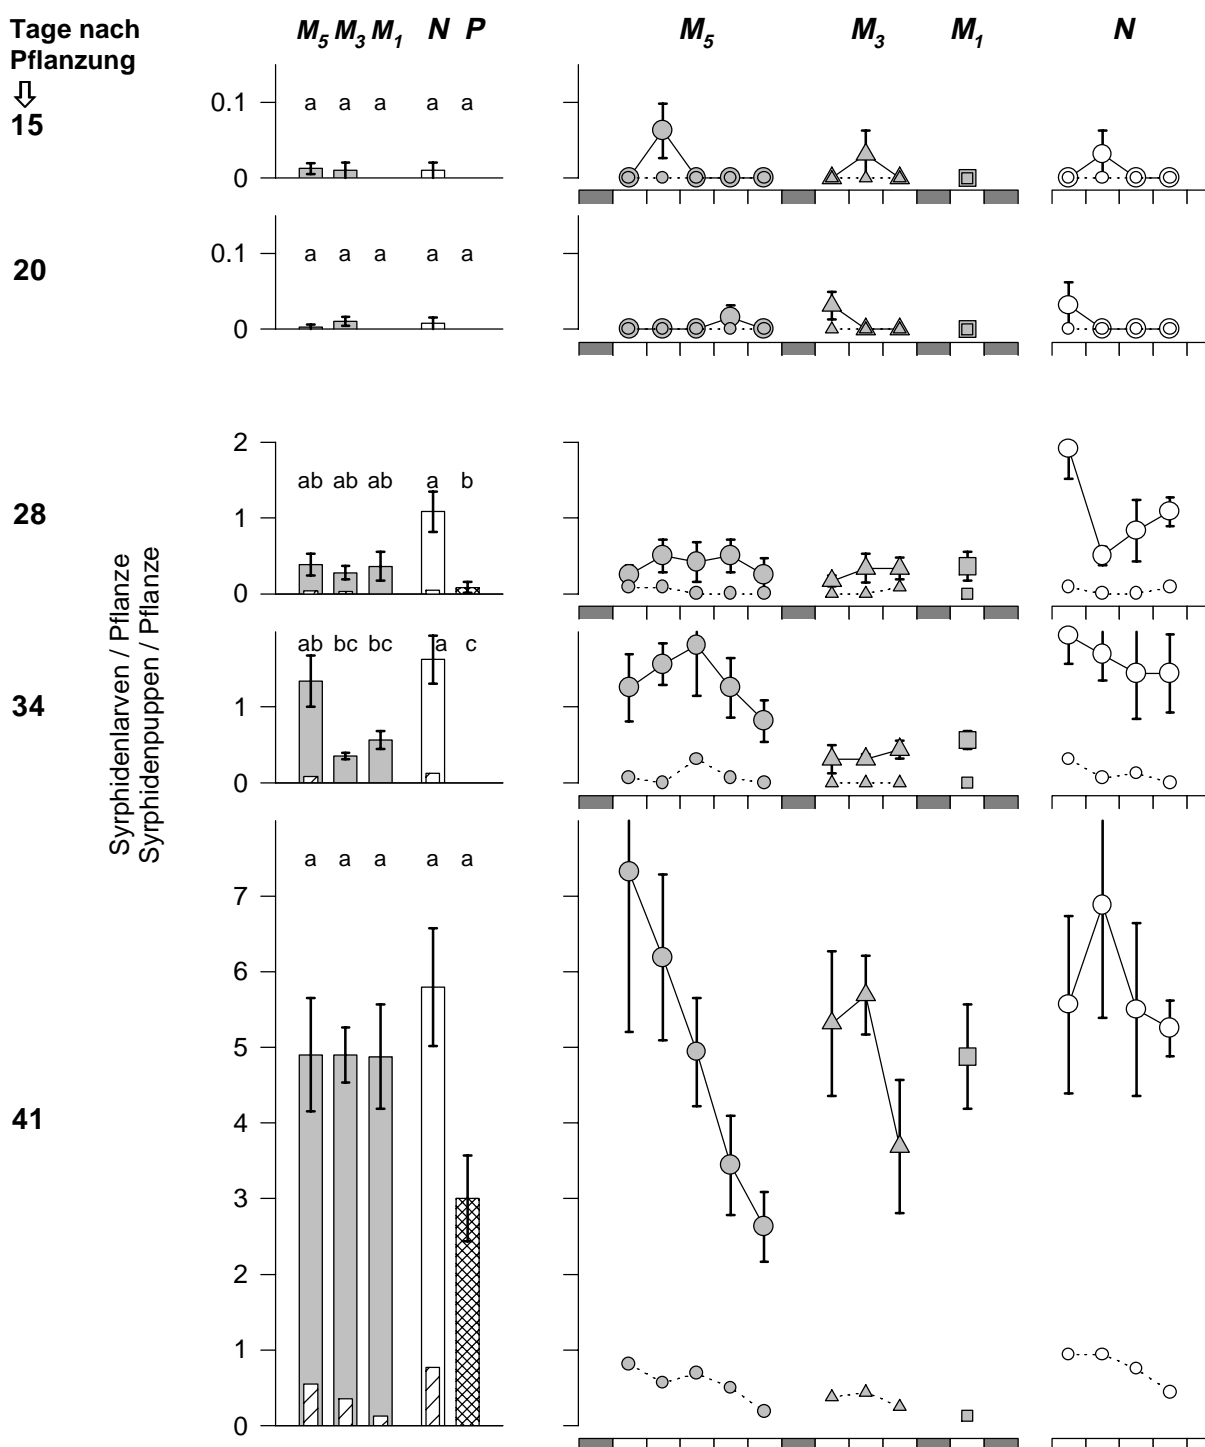 Tage nach
Pflanzung
⇩
M5 M3 M1 N P M5 M3 M1 N
15
0.1
0
a a a a a
20
0.1
0
a a a a a
28
2
1
0
ab ab ab a b
34
1
0
ab bc bc a c
Syrphidenlarven / Pflanze
Syrphidenpuppen / Pflanze
41
7
6
5
4
3
2
1
0
a a a a a